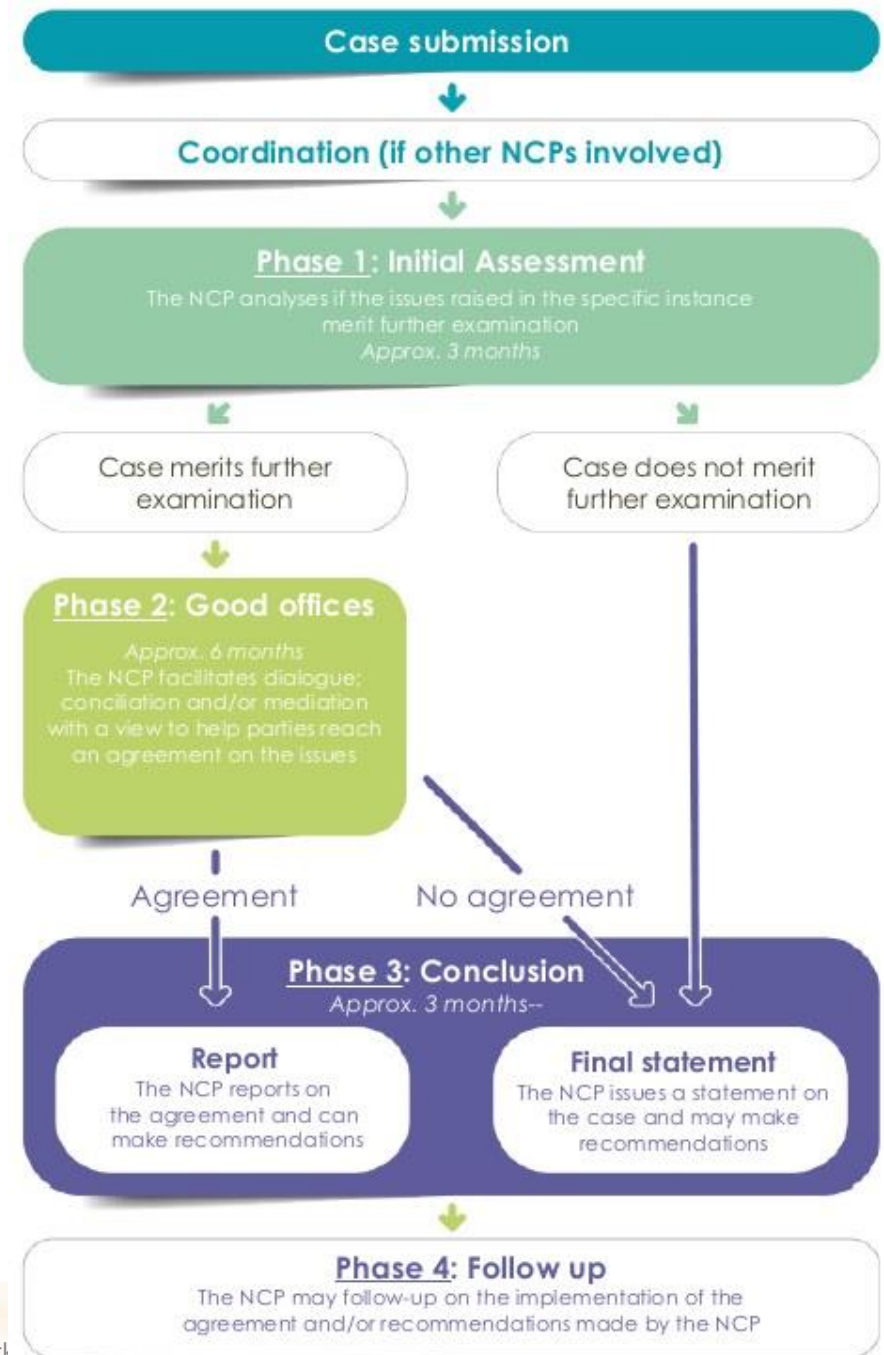 Case submission
Coordination (if other NCPs involved)
Phase 1: Initial Assessment
The NCP analyses if the issues raised in the specific instance
merit further examination
Approx. 3 months
Case merits further
examination
Case does not merit
further examination
Phase 2: Good offices
Approx. 6 months
The NCP facilitates dialogue;
conciliation and/or mediation
with a view to help parties reach
an agreement on the issues
Agreement
No agreement
Phase 3: Conclusion
Approx. 3 months--
Report
The NCP reports on
the agreement and can
make recommendations
Final statement
The NCP issues a statement on
the case and may make
recommendations
Phase 4: Follow up
The NCP may follow-up on the implementation of the
agreement and/or recommendations made by the NCP